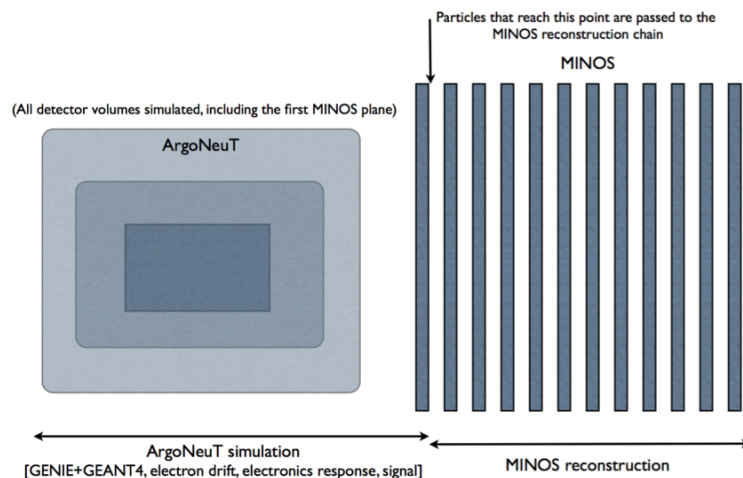 Particles that reach this point are passed to the
MINOS reconstruction chain
MINOS
(All detector volumes simulated, including the first MINOS plane)
ArgoNeuT
ArgoNeuT simulation
[GENIE+GEANT4, electron drift, electronics response, signal]
MINOS reconstruction